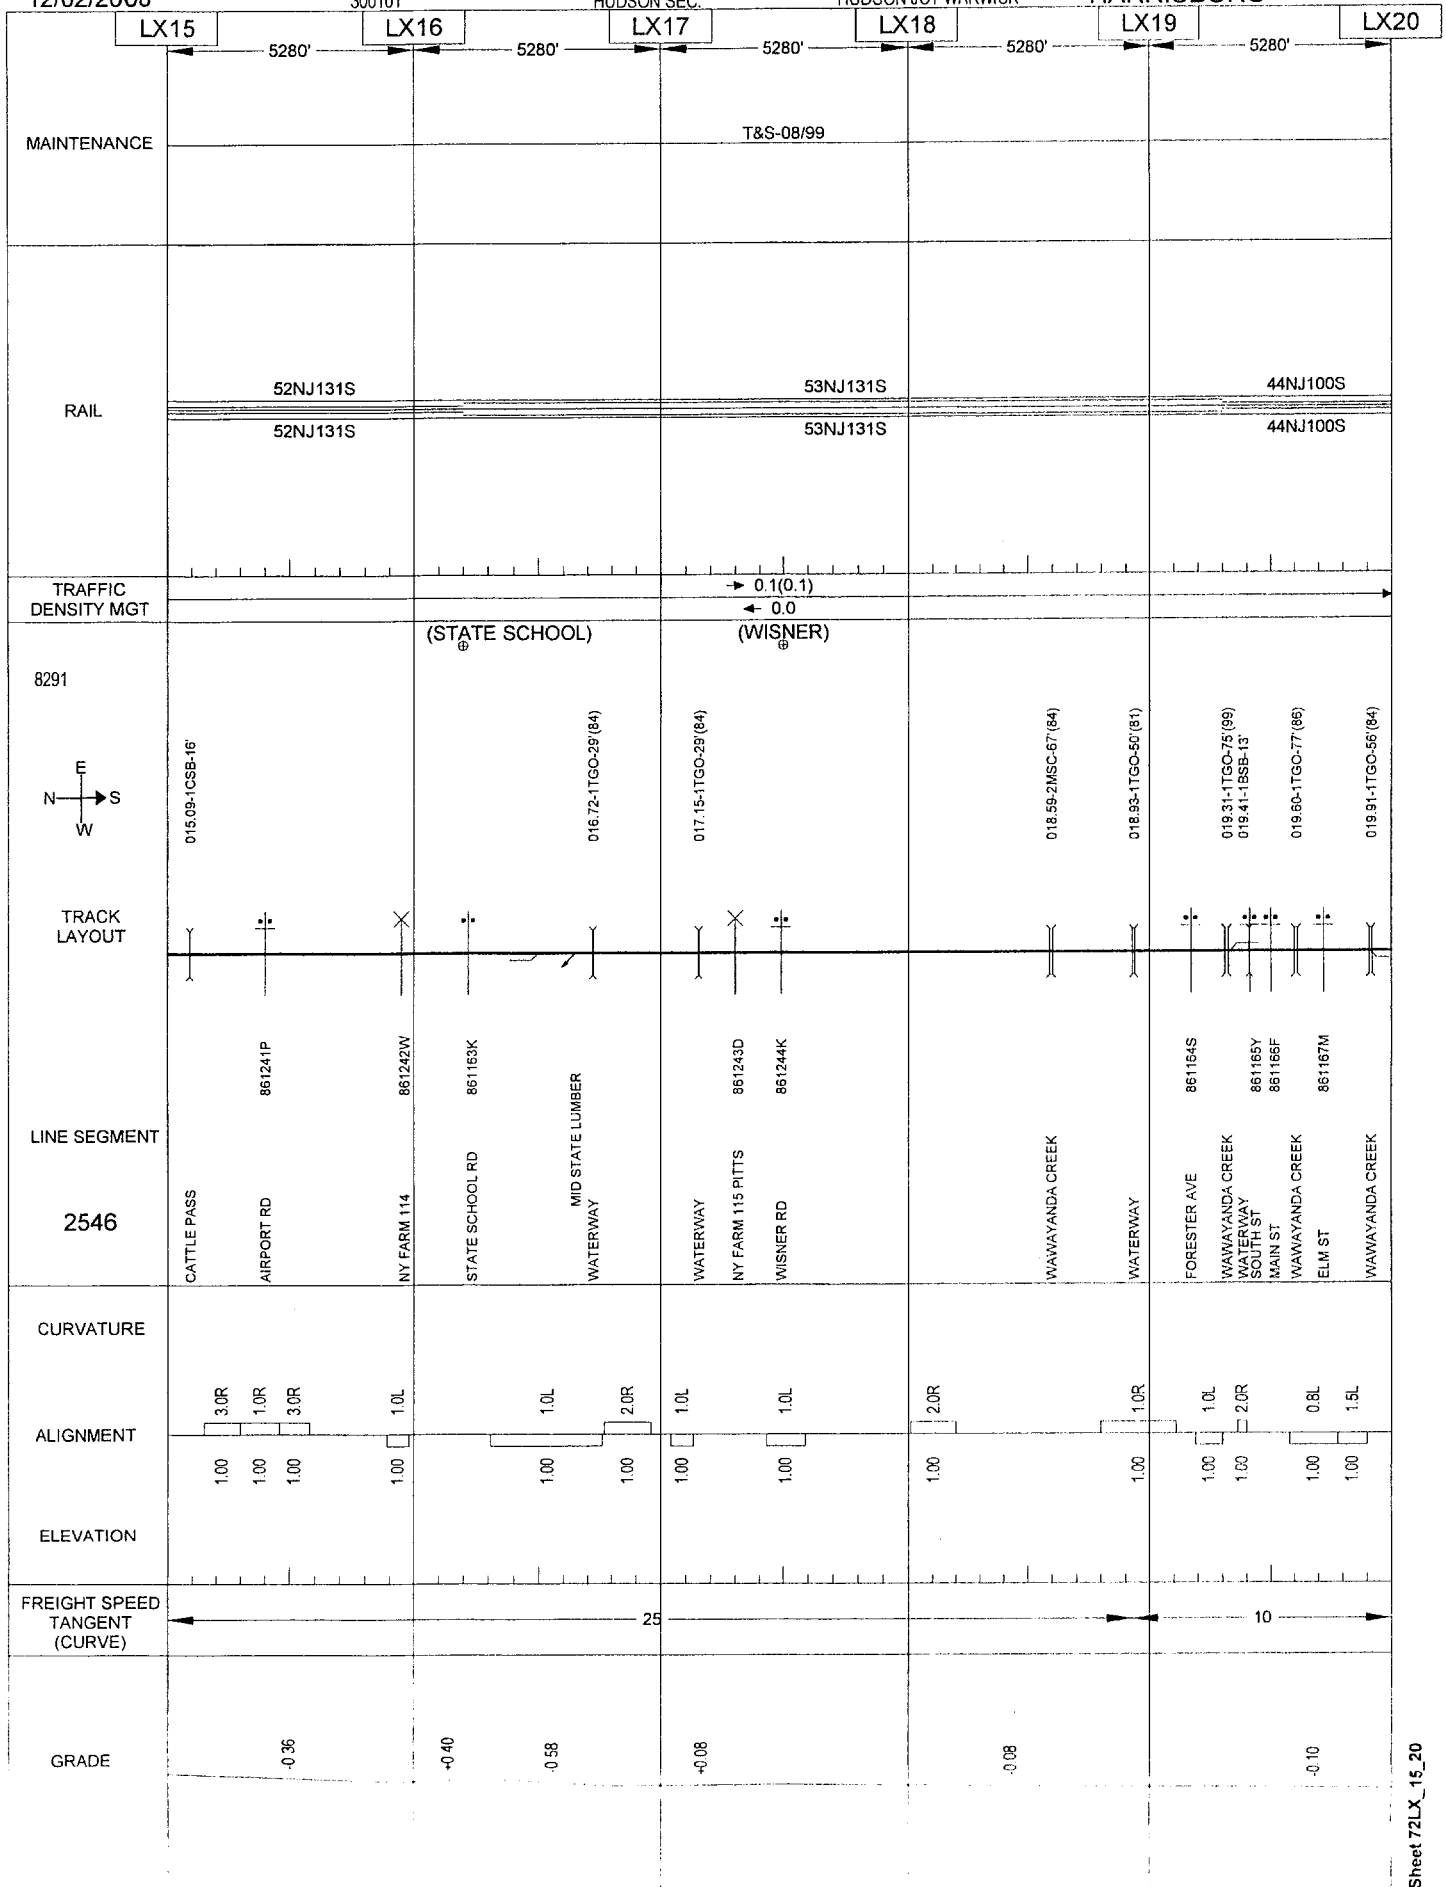 300101
HUDSON SEC.
LX15
LX16
LX17
LX18
LX19
LX20
5280'
5280'
5280'
5280'
5280'
MAINTENANCE
T&S-08/99
52NJ131S
53NJ131S
44NJ100S
RAIL
52NJ131S
53NJ131S
44NJ100S
TRAFFIC
DENSITY MGT
0.1(0.1)
0.0
(STATE SCHOOL)
(WISNER)
8291
E
N S
W
015.09-1CSB-16'
016.72-1TGO-29'(84)
017.15-1TGO-29'(84)
018.59-2MSC-67'(84)
018.93-1TGO-50'(81)
019.31-1TGO-75'(99)
019.41-1BSB-13'
019.60-1TGO-77'(86)
019.91-1TGO-56'(84)
TRACK
LAYOUT
861241P
861242W
861163K
861243D
861244K
861164S
861165Y
861166F
861167M
LINE SEGMENT
2546
CATTLE PASS
AIRPORT RD
NY FARM 114
STATE SCHOOL RD
MID STATE LUMBER
WATERWAY
WATERWAY
NY FARM 115 PITTS
WISNER RD
WAWAYANDA CREEK
WATERWAY
FORESTER AVE
WAWAYANDA CREEK
WATERWAY
SOUTH ST
MAIN ST
WAWAYANDA CREEK
ELM ST
WAWAYANDA CREEK
CURVATURE
3.0R
1.0R
3.0R
1.0L
1.0L
2.0R
1.0L
1.0L
2.0R
1.0R
1.0L
2.0R
0.8L
1.5L
ALIGNMENT
1.00
1.00
1.00
1.00
1.00
1.00
1.00
1.00
1.00
1.00
1.00
1.00
1.00
1.00
ELEVATION
FREIGHT SPEED
TANGENT
(CURVE)
25
10
GRADE
-0.36
+0.40
-0.58
+0.08
-0.08
-0.10
Sheet 72LX_15_20